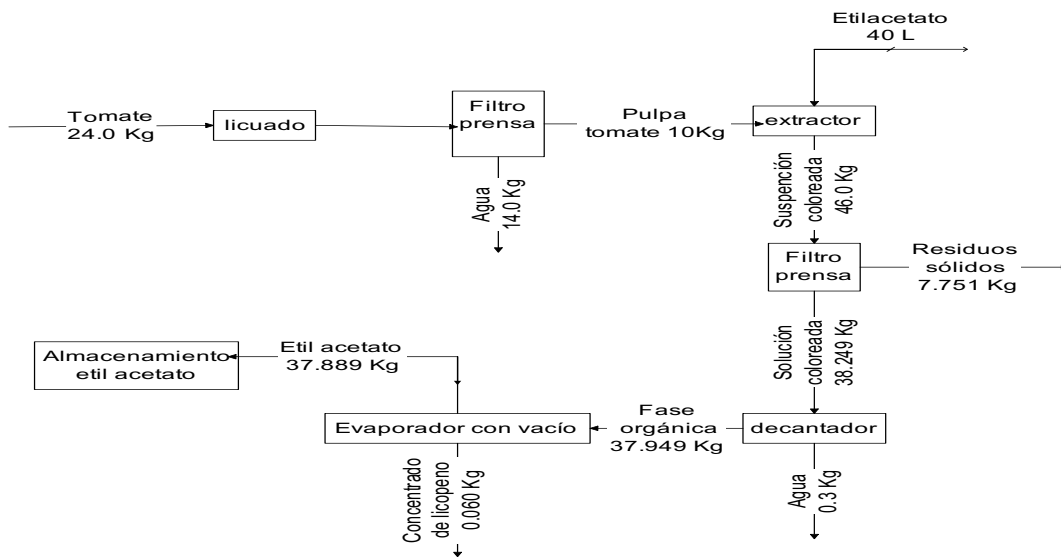 Etilacetato
40 L
Tomate
24.0 Kg
licuado
Filtro
prensa
Pulpa
tomate 10Kg
extractor
Agua
14.0 Kg
Suspención
coloreada
46.0 Kg
Filtro
prensa
Residuos
sólidos
7.751 Kg
Solución
coloreada
38.249 Kg
Almacenamiento
etil acetato
Etil acetato
37.889 Kg
Evaporador con vacío
Fase
orgánica
37.949 Kg
decantador
Concentrado
de licopeno
0.060 Kg
Agua
0.3 Kg